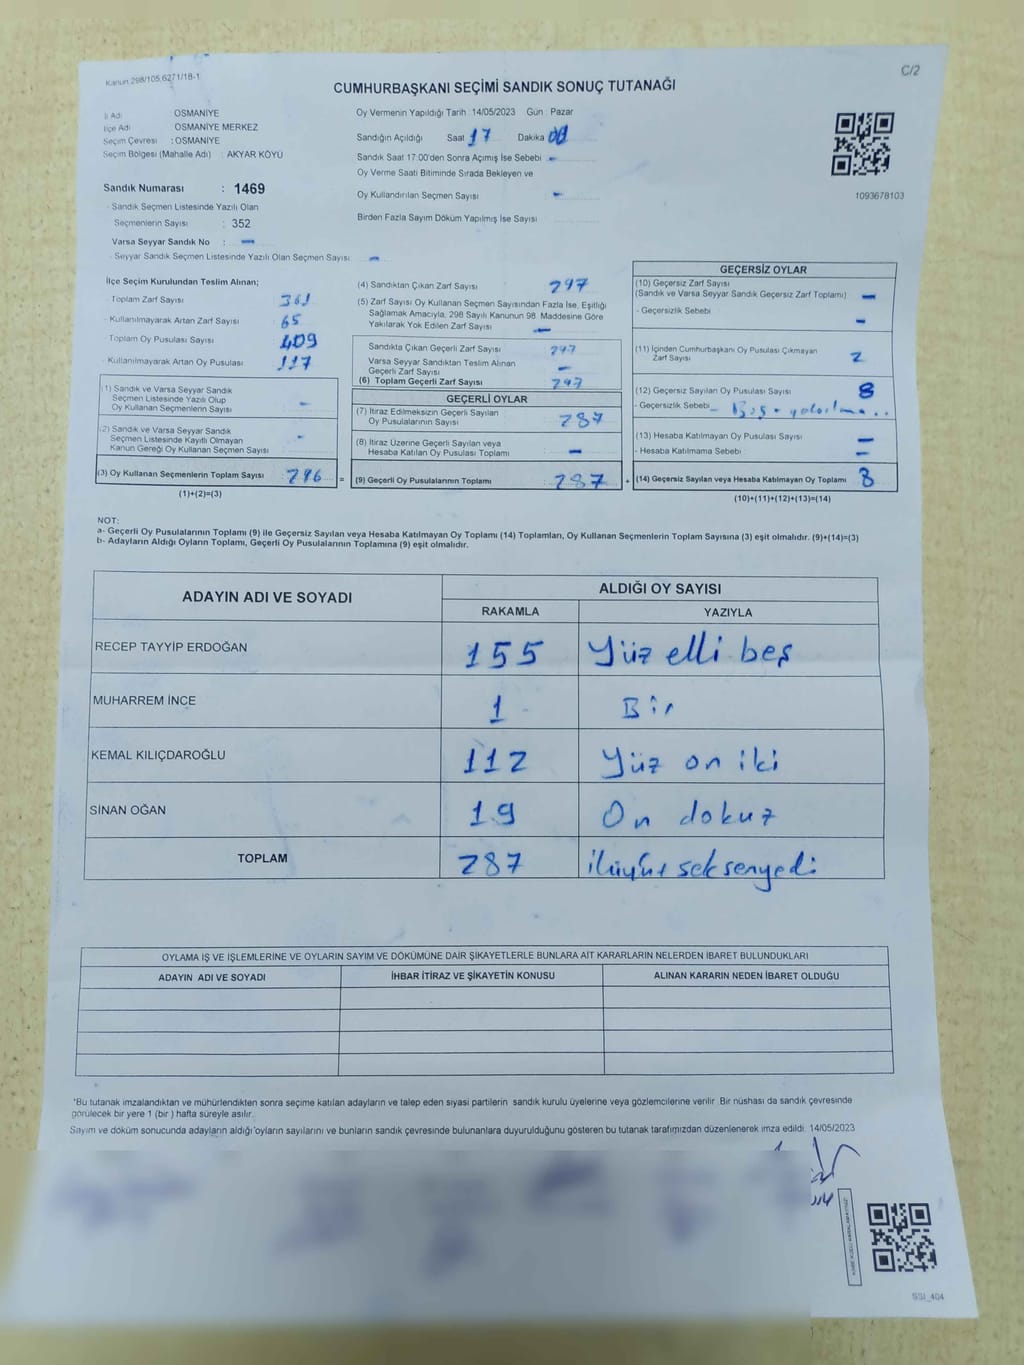 Kanun 298/105,6271/18-1
C/2
CUMHURBAŞKANI SEÇİMİ SANDIK SONUÇ TUTANAĞI
İl Adı OSMANİYE
İlçe Adı OSMANİYE MERKEZ
Seçim Çevresi : OSMANİYE
Seçim Bölgesi (Mahalle Adı) : AKYAR KÖYÜ
Sandık Numarası : 1469
- Sandık Seçmen Listesinde Yazılı Olan
Seçmenlerin Sayısı : 352
Varsa Seyyar Sandık No : -
- Seyyar Sandık Seçmen Listesinde Yazılı Olan Seçmen Sayısı -
Oy Vermenin Yapıldığı Tarih 14/05/2023 Gün Pazar
Sandığın Açıldığı Saat 17 Dakika 00
Sandık Saat 17:00'den Sonra Açımış İse Sebebi -
Oy Verme Saati Bitiminde Sırada Bekleyen ve
Oy Kullandırılan Seçmen Sayısı -
Birden Fazla Sayım Döküm Yapılmış İse Sayısı
1093678103
İlçe Seçim Kurulundan Teslim Alınan;
- Toplam Zarf Sayısı 361
- Kullanılmayarak Artan Zarf Sayısı 65
- Toplam Oy Pusulası Sayısı 409
- Kullanılmayarak Artan Oy Pusulası 117
(1) Sandık ve Varsa Seyyar Sandık
Seçmen Listesinde Yazılı Olup
Oy Kullanan Seçmenlerin Sayısı -
(2) Sandık ve Varsa Seyyar Sandık
Seçmen Listesinde Kayıtlı Olmayan
Kanun Gereği Oy Kullanan Seçmen Sayısı -
(3) Oy Kullanan Seçmenlerin Toplam Sayısı 296 =
(1)+(2)=(3)
(4) Sandıktan Çıkan Zarf Sayısı 297
(5) Zarf Sayısı Oy Kullanan Seçmen Sayısından Fazla İse, Eşitliği
Sağlamak Amacıyla, 298 Sayılı Kanunun 98. Maddesine Göre
Yakılarak Yok Edilen Zarf Sayısı -
Sandıkta Çıkan Geçerli Zarf Sayısı 297
Varsa Seyyar Sandıktan Teslim Alınan
Geçerli Zarf Sayısı -
(6) Toplam Geçerli Zarf Sayısı 297
GEÇERLİ OYLAR
(7) İtiraz Edilmeksizin Geçerli Sayılan
Oy Pusulalarının Sayısı 287
(8) İtiraz Üzerine Geçerli Sayılan veya
Hesaba Katılan Oy Pusulası Toplamı -
(9) Geçerli Oy Pusulalarının Toplamı 287 +
GEÇERSİZ OYLAR
(10) Geçersiz Zarf Sayısı
(Sandık ve Varsa Seyyar Sandık Geçersiz Zarf Toplamı) -
- Geçersizlik Sebebi -
(11) İçinden Cumhurbaşkanı Oy Pusulası Çıkmayan
Zarf Sayısı 2
(12) Geçersiz Sayılan Oy Pusulası Sayısı 8
- Geçersizlik Sebebi - Boş
(13) Hesaba Katılmayan Oy Pusulası Sayısı -
- Hesaba Katılmama Sebebi -
(14) Geçersiz Sayılan veya Hesaba Katılmayan Oy Toplamı 8
(10)+(11)+(12)+(13)=(14)
NOT:
a- Geçerli Oy Pusulalarının Toplamı (9) ile Geçersiz Sayılan veya Hesaba Katılmayan Oy Toplamı (14) Toplamları, Oy Kullanan Seçmenlerin Toplam Sayısına (3) eşit olmalıdır. (9)+(14)=(3)
b- Adayların Aldığı Oyların Toplamı, Geçerli Oy Pusulalarının Toplamına (9) eşit olmalıdır.
ADAYIN ADI VE SOYADI ALDIĞI OY SAYISI
RAKAMLA YAZIYLA
RECEP TAYYİP ERDOĞAN 155 Yüz elli beş
MUHARREM İNCE 1 Bir
KEMAL KILIÇDAROĞLU 112 Yüz on iki
SİNAN OĞAN 19 On dokuz
TOPLAM 287 seksenyedi
OYLAMA İŞ VE İŞLEMLERİNE VE OYLARIN SAYIM VE DÖKÜMÜNE DAİR ŞİKAYETLERLE BUNLARA AİT KARARLARIN NELERDEN İBARET BULUNDUKLARI
ADAYIN ADI VE SOYADI İHBAR İTİRAZ VE ŞİKAYETİN KONUSU ALINAN KARARIN NEDEN İBARET OLDUĞU
*Bu tutanak imzalandıktan ve mühürlendikten sonra seçime katılan adayların ve talep eden siyasi partilerin sandık kurulu üyelerine veya gözlemcilerine verilir. Bir nüshası da sandık çevresinde
görülecek bir yere 1 (bir ) hafta süreyle asılır.
Sayım ve döküm sonucunda adayların aldığı oyların sayılarını ve bunların sandık çevresinde bulunanlara duyurulduğunu gösteren bu tutanak tarafımızdan düzenlenerek imza edildi. 14/05/2023
SSI_404